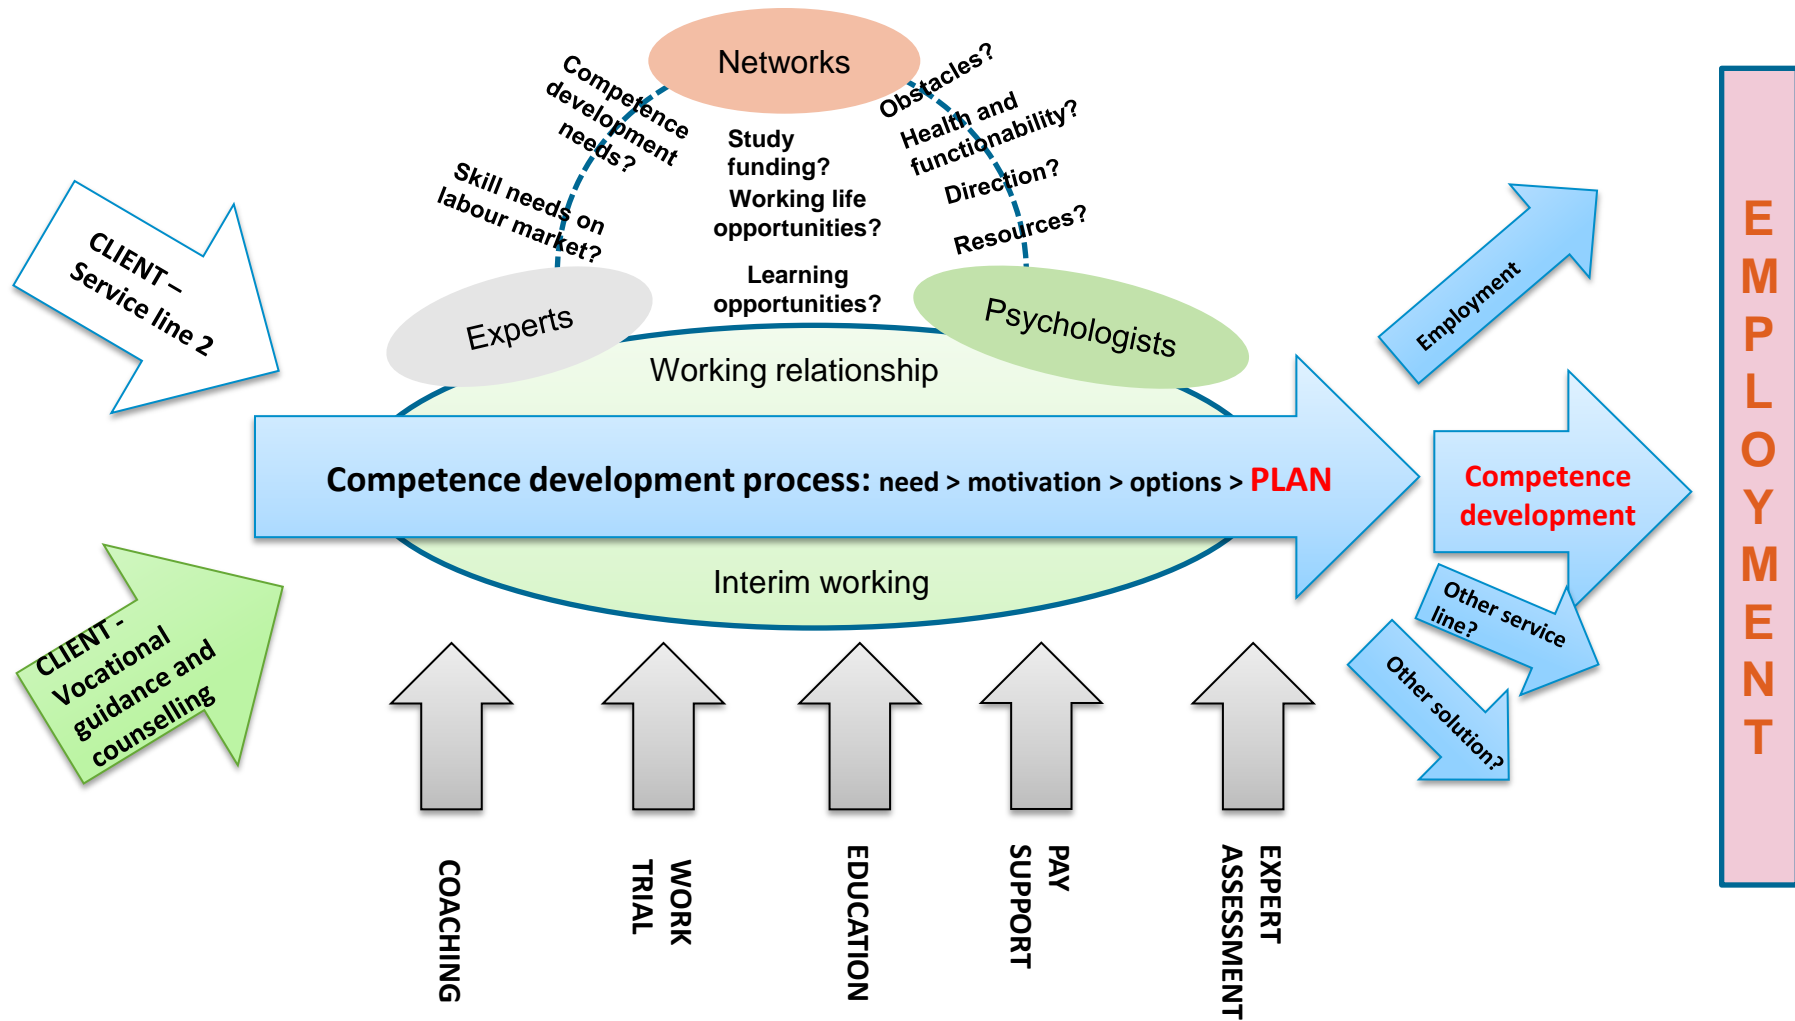 Networks
Competence
development
needs?
Skill needs on
labour market?
Study
funding?
Working life
opportunities?
Learning
opportunities?
Obstacles?
Health and
functionability?
Direction?
Resources?
Experts
Psychologists
CLIENT –
Service line 2
Working relationship
Competence development process: need > motivation > options > PLAN
Interim working
CLIENT -
Vocational
guidance and
counselling
Employment
Competence
development
Other service
line?
Other solution?
EMPLOYMENT
COACHING
WORK
TRIAL
EDUCATION
PAY
SUPPORT
EXPERT
ASSESSMENT